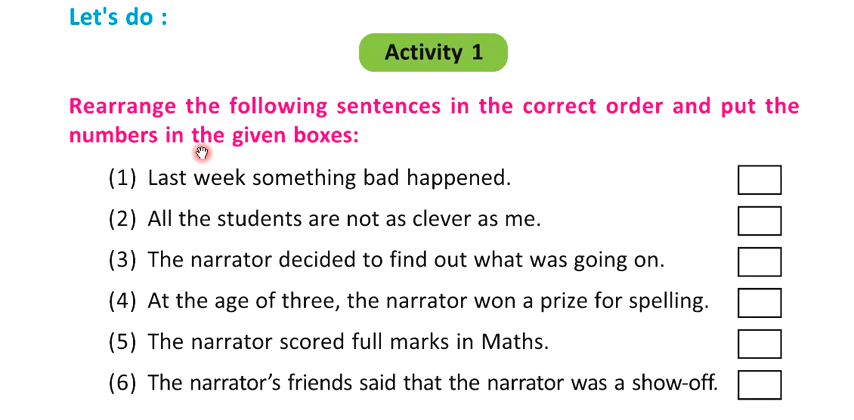 Let's do :
Activity 1
Rearrange the following sentences in the correct order and put the
numbers in the given boxes:
(1) Last week something bad happened.
(2) All the students are not as clever as me.
(3) The narrator decided to find out what was going on.
(4) At the age of three, the narrator won a prize for spelling.
(5) The narrator scored full marks in Maths.
(6) The narrator’s friends said that the narrator was a show-off.